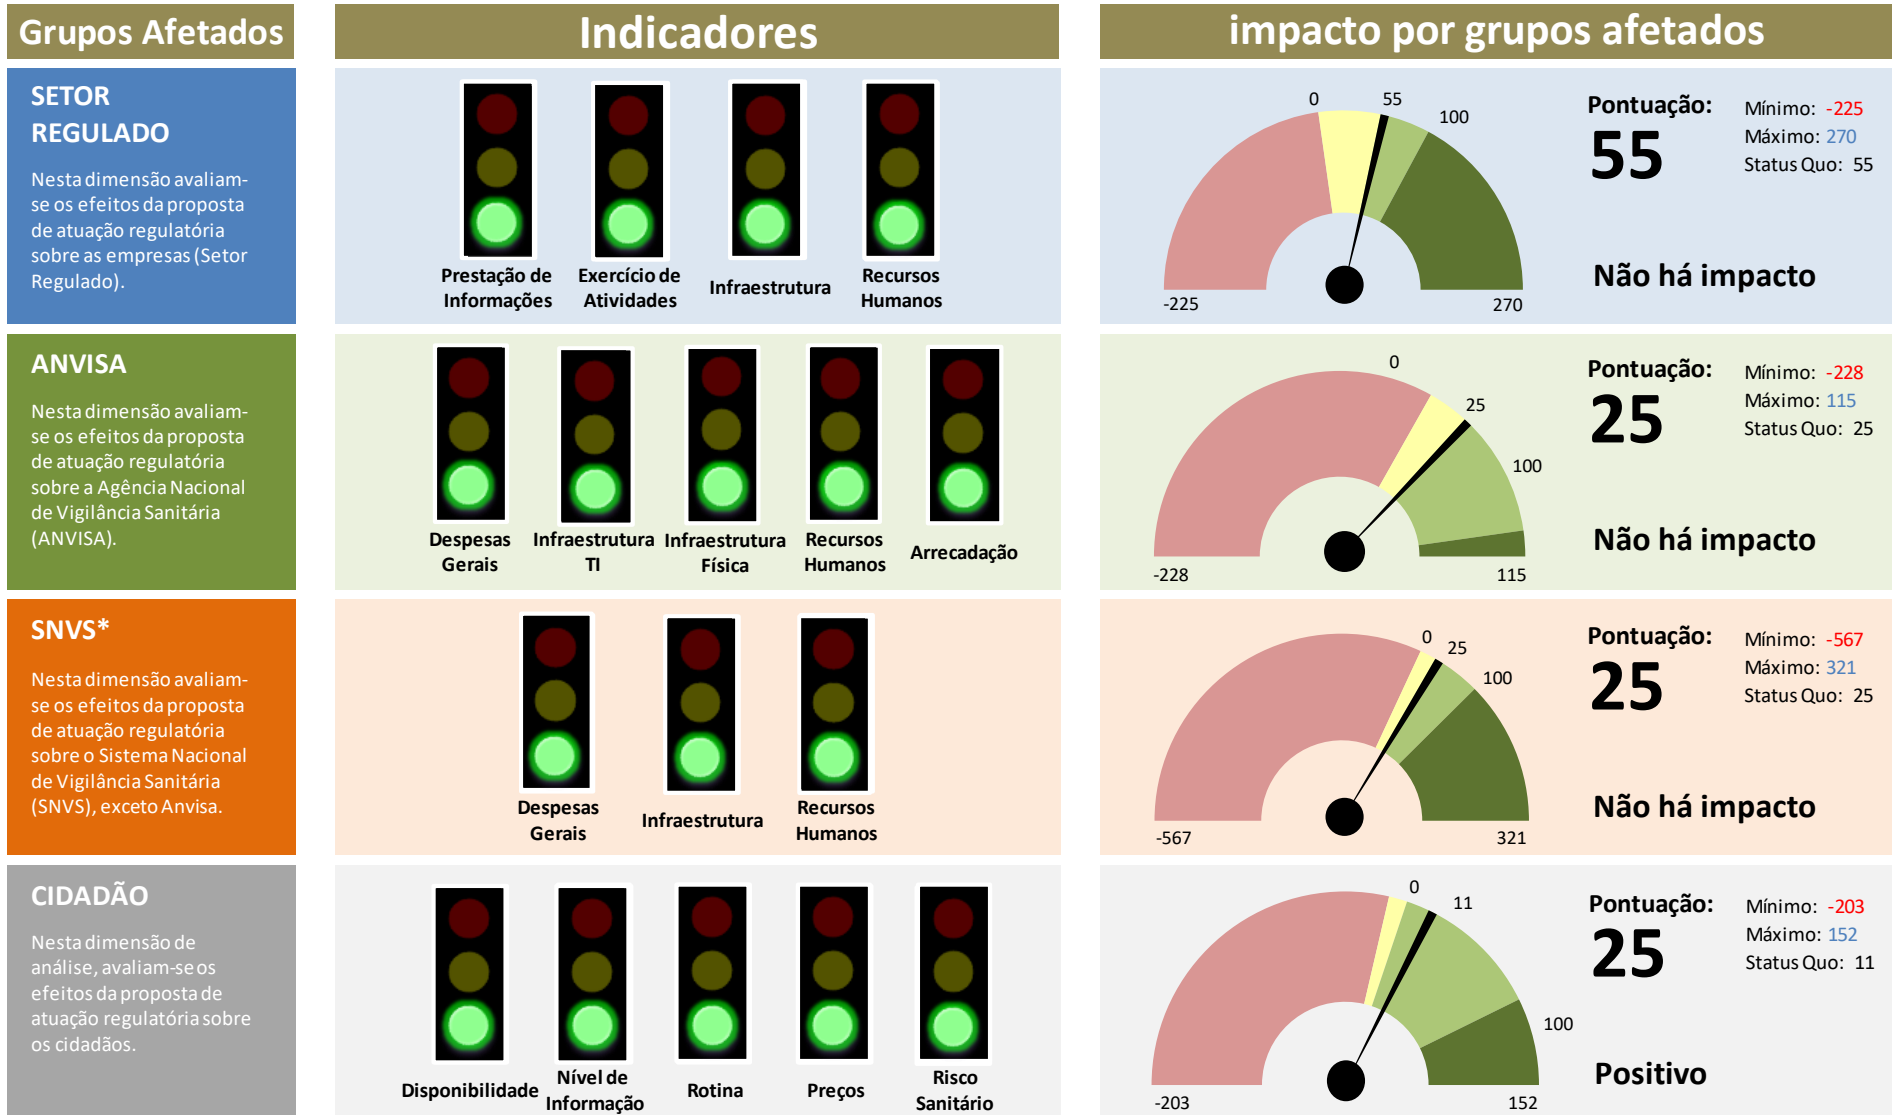 Grupos Afetados
Indicadores
impacto por grupos afetados
SETOR
REGULADO
Nesta dimensão avaliam-
se os efeitos da proposta
de atuação regulatória
sobre as empresas (Setor
Regulado).
Prestação de
Informações
Exercício de
Atividades
Infraestrutura
Recursos
Humanos
0
55
100
-225
270
Pontuação:
55
Mínimo: -225
Máximo: 270
Status Quo: 55
Não há impacto
ANVISA
Nesta dimensão avaliam-
se os efeitos da proposta
de atuação regulatória
sobre a Agência Nacional
de Vigilância Sanitária
(ANVISA).
Despesas
Gerais
Infraestrutura
TI
Infraestrutura
Física
Recursos
Humanos
Arrecadação
0
25
100
-228
115
Pontuação:
25
Mínimo: -228
Máximo: 115
Status Quo: 25
Não há impacto
SNVS*
Nesta dimensão avaliam-
se os efeitos da proposta
de atuação regulatória
sobre o Sistema Nacional
de Vigilância Sanitária
(SNVS), exceto Anvisa.
Despesas
Gerais
Infraestrutura
Recursos
Humanos
0
25
100
-567
321
Pontuação:
25
Mínimo: -567
Máximo: 321
Status Quo: 25
Não há impacto
CIDADÃO
Nesta dimensão de
análise, avaliam-se os
efeitos da proposta de
atuação regulatória sobre
os cidadãos.
Disponibilidade
Nível de
Informação
Rotina
Preços
Risco
Sanitário
0
11
100
-203
152
Pontuação:
25
Mínimo: -203
Máximo: 152
Status Quo: 11
Positivo